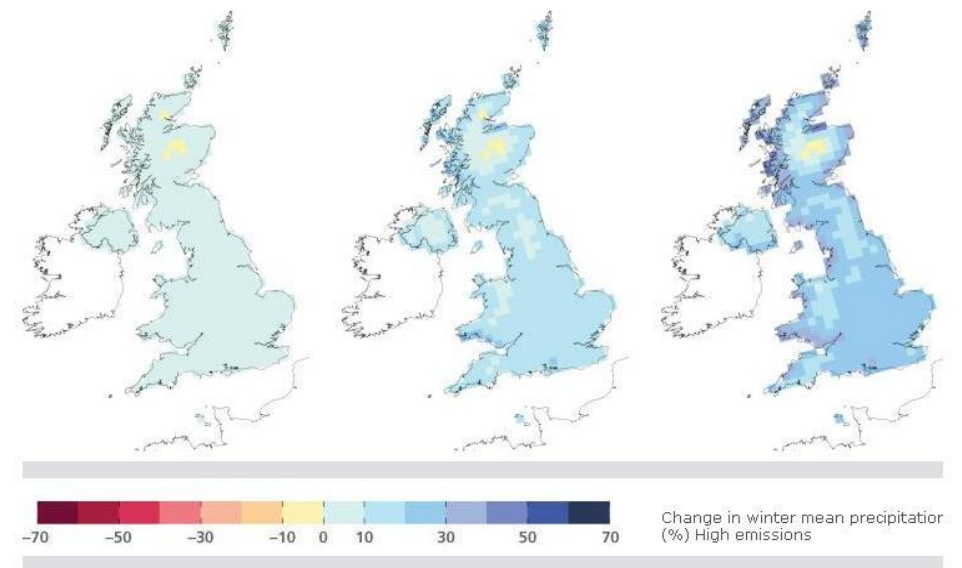 –70 –50 –30 –10 0 10 30 50 70
Change in winter mean precipitatior
(%) High emissions